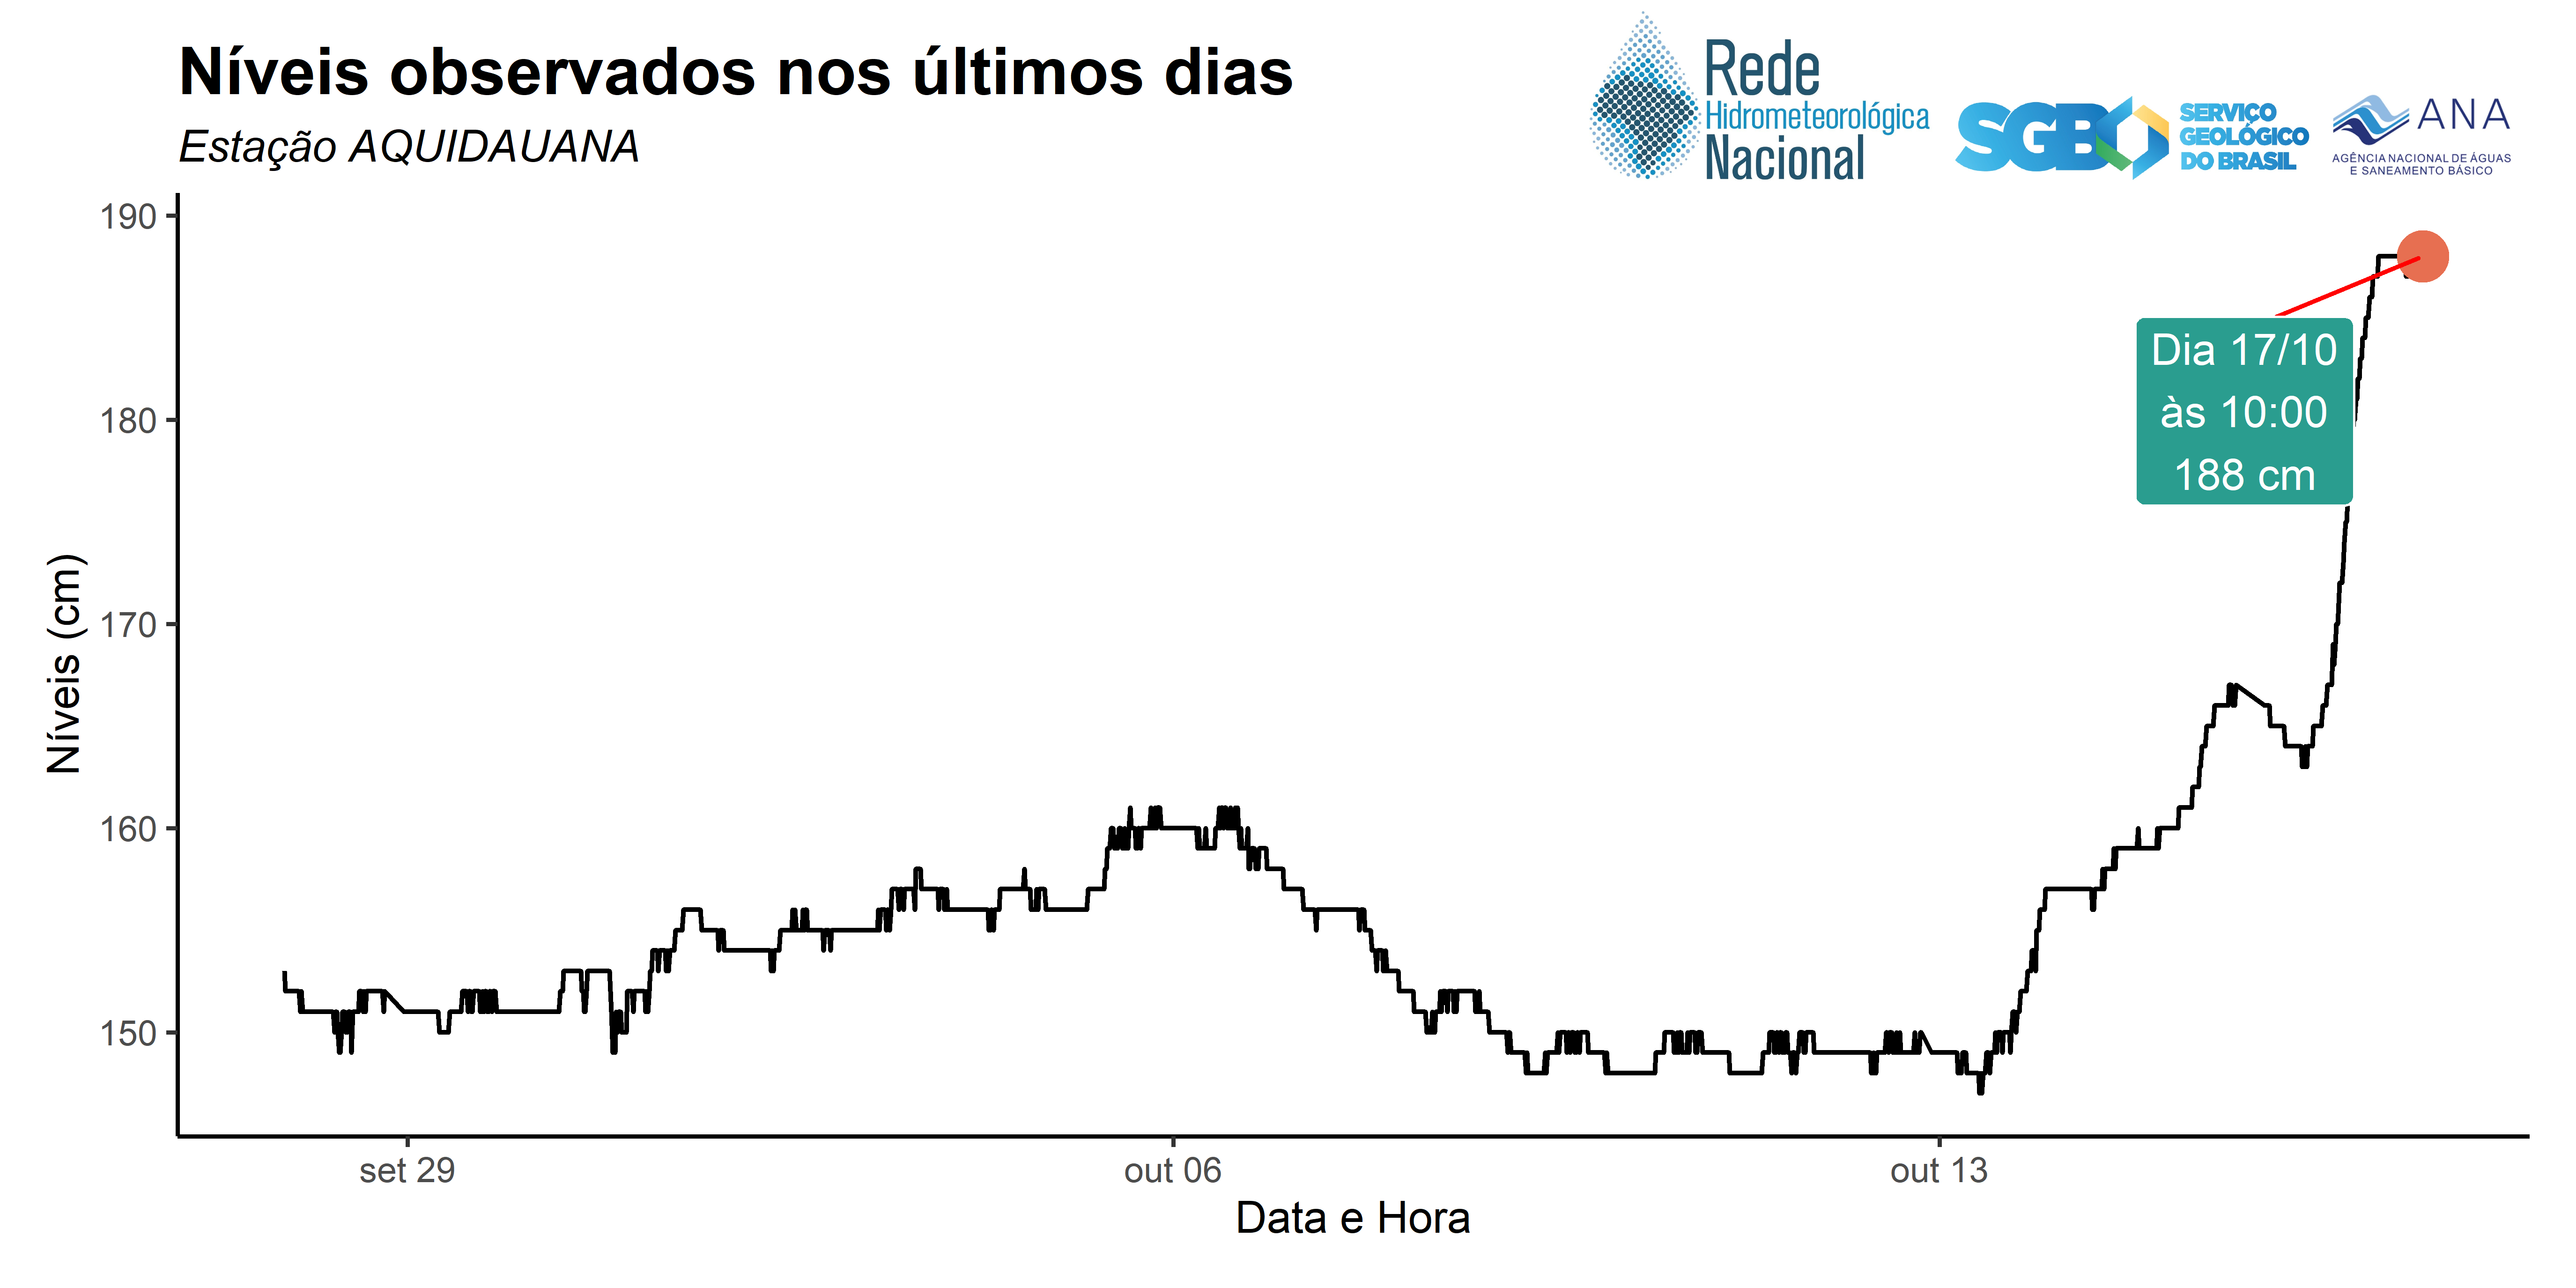 Níveis observados nos últimos dias
Estação AQUIDAUANA
Rede
Hidrometeorológica
Nacional
SGB
SERVIÇO
GEOLÓGICO
DO BRASIL
ANA
AGÊNCIA NACIONAL DE ÁGUAS
E SANEAMENTO BÁSICO
190
180
170
160
150
Níveis (cm)
Dia 17/10
às 10:00
188 cm
set 29
out 06
out 13
Data e Hora